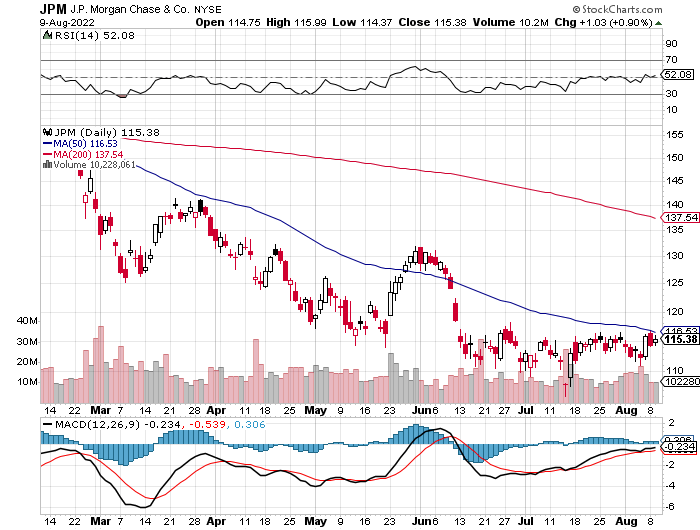 JPM J.P. Morgan Chase & Co. NYSE © StockCharts.com
9-Aug-2022 Open 114.75 High 115.99 Low 114.37 Close 115.38 Volume 10.2M Chg +1.03 (+0.90%)
RSI(14) 52.08
90
70
52.08
30
10
JPM (Daily) 115.38
MA(50) 116.53
MA(200) 137.54
Volume 10,228,061
155
150
145
140
137.54
135
130
125
120
116.53
115.38
110
105
102280
40M
30M
20M
10M
14 22 Mar 7 14 21 28 Apr 11 18 25 May 9 16 23 Jun 6 13 21 27 Jul 11 18 25 Aug 8
MACD(12,26,9) -0.234, -0.539, 0.306
2
0.306
-0.234
-2
-4
-6
14 22 Mar 7 14 21 28 Apr 11 18 25 May 9 16 23 Jun 6 13 21 27 Jul 11 18 25 Aug 8